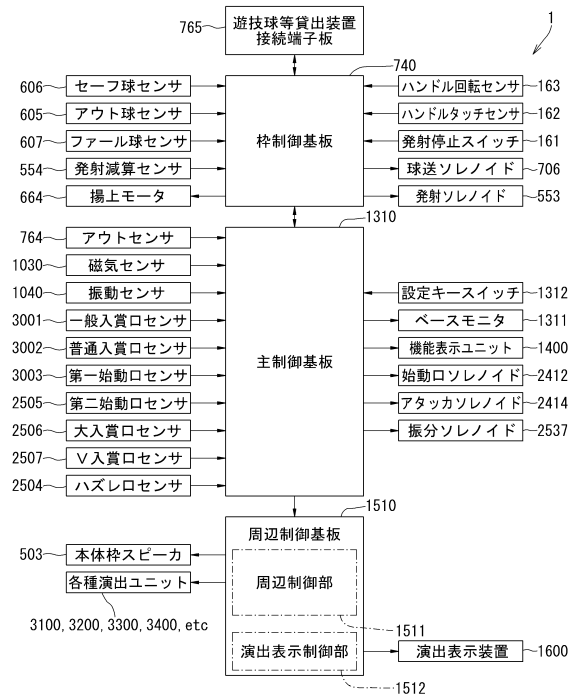 1
765 遊技球等貸出装置
接続端子板
740
606 セーフ球センサ
605 アウト球センサ
607 ファール球センサ
554 発射減算センサ
664 揚上モータ
枠制御基板
ハンドル回転センサ 163
ハンドルタッチセンサ 162
発射停止スイッチ 161
球送ソレノイド 706
発射ソレノイド 553
1310
764 アウトセンサ
1030 磁気センサ
1040 振動センサ
3001 一般入賞口センサ
3002 普通入賞口センサ
3003 第一始動口センサ
2505 第二始動口センサ
2506 大入賞口センサ
2507 V入賞口センサ
2504 ハズレ口センサ
主制御基板
設定キースイッチ 1312
ベースモニタ 1311
機能表示ユニット 1400
始動口ソレノイド 2412
アタッカソレノイド 2414
振分ソレノイド 2537
1510
周辺制御基板
503 本体枠スピーカ
各種演出ユニット
3100, 3200, 3300, 3400, etc
周辺制御部
1511
演出表示制御部
1512
演出表示装置 1600